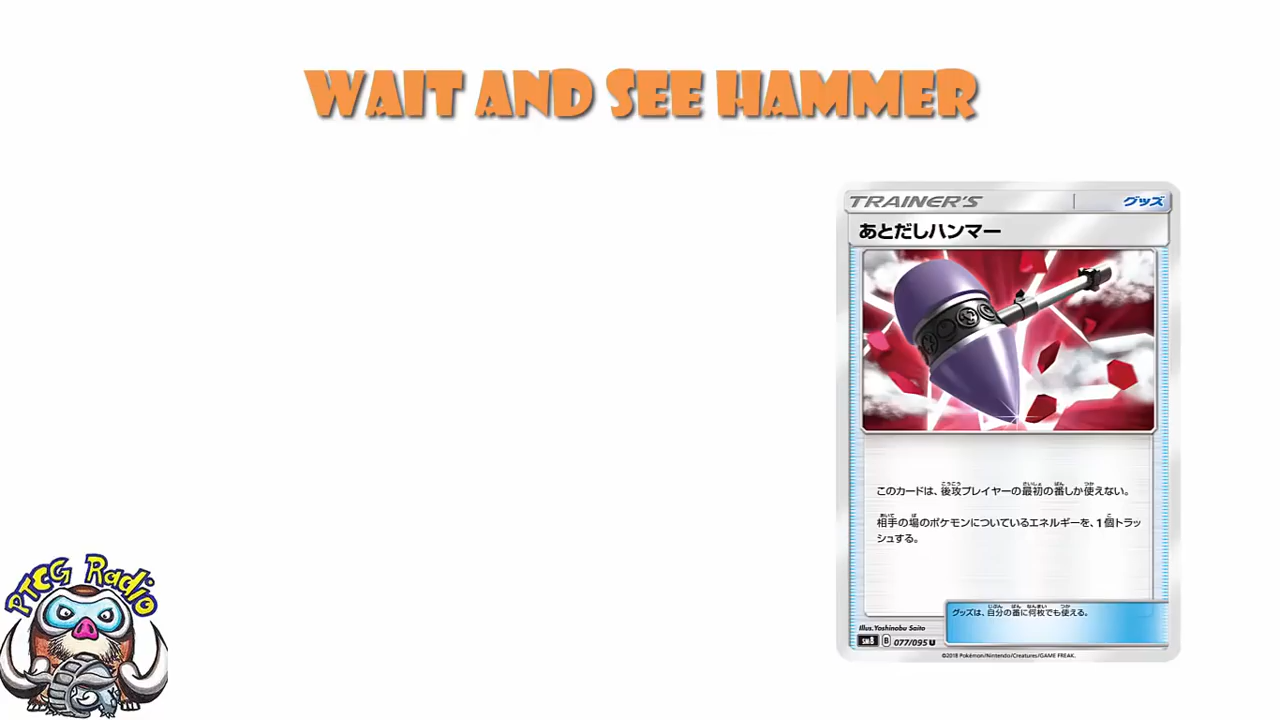 WAIT AND SEE HAMMER
TRAINER'S グッズ
あとだしハンマー
このカードは、後攻プレイヤーの最初の番しか使えない。
相手の場のポケモンについているエネルギーを、1個トラッ
シュする。
グッズは、自分の番に何枚でも使える。
Illus.Yoshinobu Saito
SM8 B 077/095 U
©2018 Pokémon/Nintendo/Creatures/GAME FREAK.
PTCG Radio